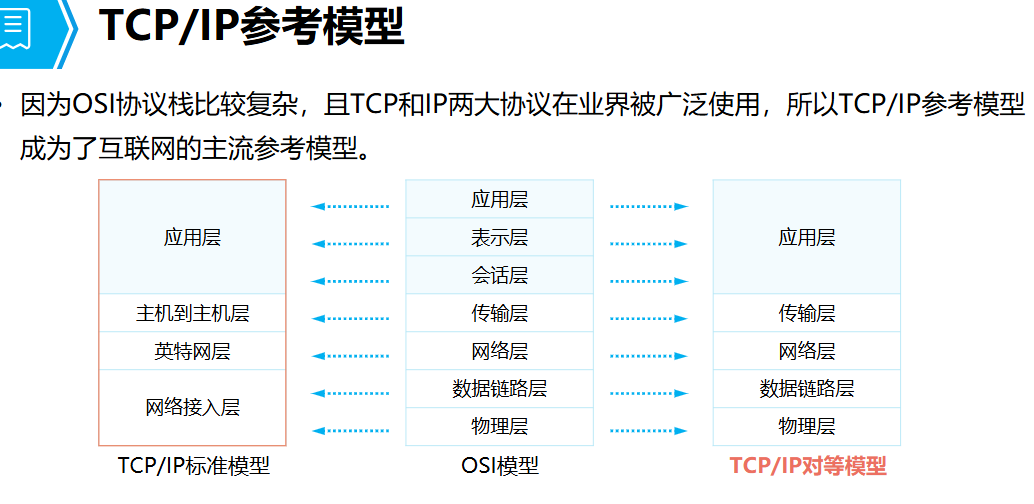 TCP/IP参考模型
• 因为OSI协议栈比较复杂，且TCP和IP两大协议在业界被广泛使用，所以TCP/IP参考模型
成为了互联网的主流参考模型。
应用层
主机到主机层
英特网层
网络接入层
TCP/IP标准模型
应用层
表示层
会话层
传输层
网络层
数据链路层
物理层
OSI模型
应用层
传输层
网络层
数据链路层
物理层
TCP/IP对等模型